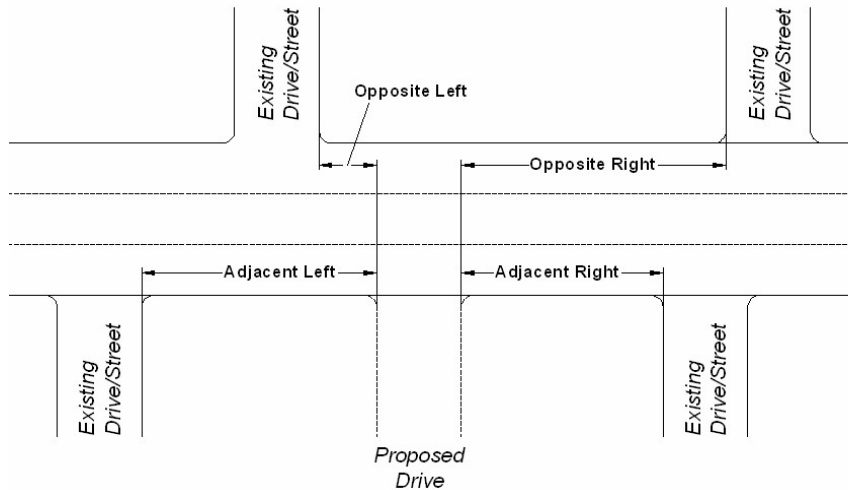 Existing
Drive/Street
Existing
Drive/Street
Opposite Left
Opposite Right
Adjacent Left
Adjacent Right
Existing
Drive/Street
Existing
Drive/Street
Proposed
Drive